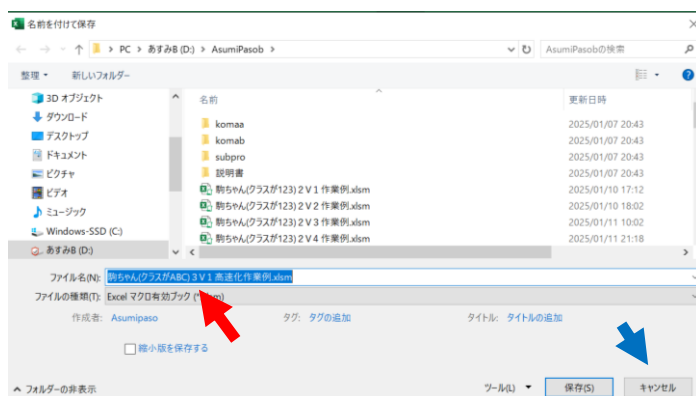 名前を付けて保存
PC › あすみB (D:) › AsumiPasob ›
AsumiPasobの検索
整理 新しいフォルダー
名前 更新日時
3D オブジェクト
ダウンロード
デスクトップ
ドキュメント
ピクチャ
ビデオ
ミュージック
Windows-SSD (C:)
あすみB (D:)
komaa 2025/01/07 20:43
komab 2025/01/07 20:43
subpro 2025/01/07 20:43
説明書 2025/01/07 20:43
駒ちゃん(クラスが123)２Ｖ１ 作業例.xlsm 2025/01/10 17:12
駒ちゃん(クラスが123)２Ｖ２ 作業例.xlsm 2025/01/10 18:02
駒ちゃん(クラスが123)２Ｖ３ 作業例.xlsm 2025/01/11 10:02
駒ちゃん(クラスが123)２Ｖ４ 作業例.xlsm 2025/01/11 21:18
ファイル名(N): 駒ちゃん(クラスがABC)３Ｖ１ 高速化作業例.xlsm
ファイルの種類(T): Excel マクロ有効ブック (*
作成者: Asumipaso タグ: タグの追加 タイトル: タイトルの追加
縮小版を保存する
フォルダーの非表示 ツール(L) 保存(S) キャンセル